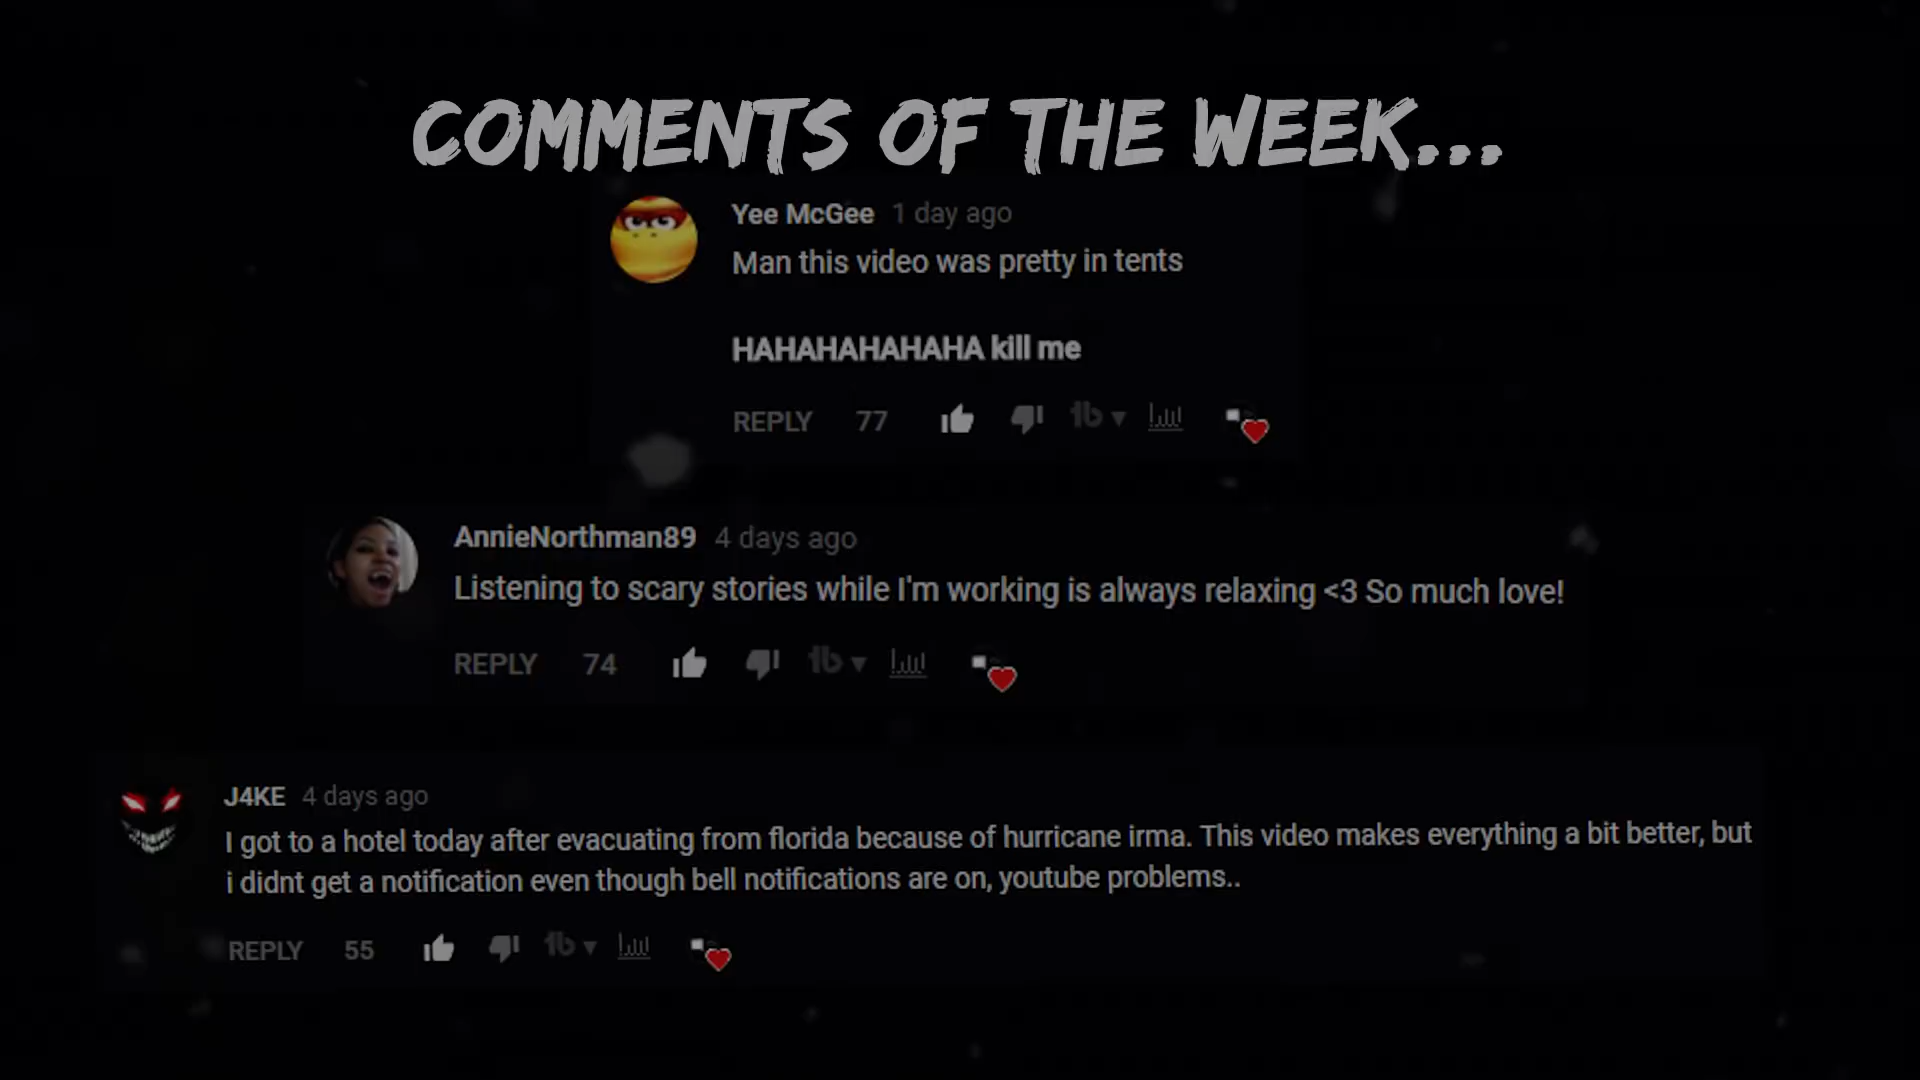 COMMENTS OF THE WEEK...
Yee McGee 1 day ago
Man this video was pretty in tents
HAHAHAHAHAHA kill me
REPLY 77
AnnieNorthman89 4 days ago
Listening to scary stories while I'm working is always relaxing <3 So much love!
REPLY 74
J4KE 4 days ago
I got to a hotel today after evacuating from florida because of hurricane irma. This video makes everything a bit better, but
i didnt get a notification even though bell notifications are on, youtube problems..
REPLY 55